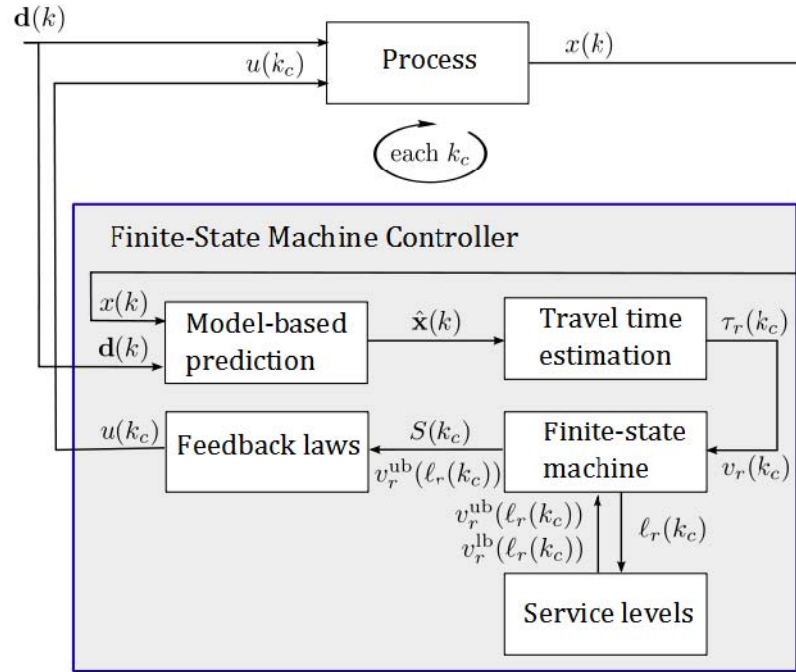 d(k)
u(k_c)
Process
x(k)
each k_c
Finite-State Machine Controller
x(k)
d(k)
Model-based
prediction
x̂(k)
Travel time
estimation
τ_r(k_c)
u(k_c)
Feedback laws
S(k_c)
v_r^ub(ℓ_r(k_c))
Finite-state
machine
v_r(k_c)
v_r^ub(ℓ_r(k_c))
v_r^lb(ℓ_r(k_c))
ℓ_r(k_c)
Service levels